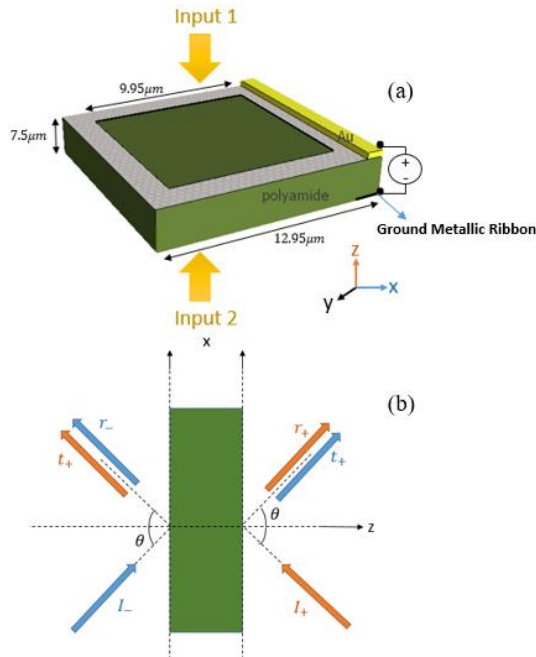 Input 1
(a)
9.95μm
7.5μm
Au
+
-
polyamide
Ground Metallic Ribbon
12.95μm
z
x
y
Input 2
x
(b)
r₋
t₊
r₊
t₊
θ
θ
z
I₋
I₊